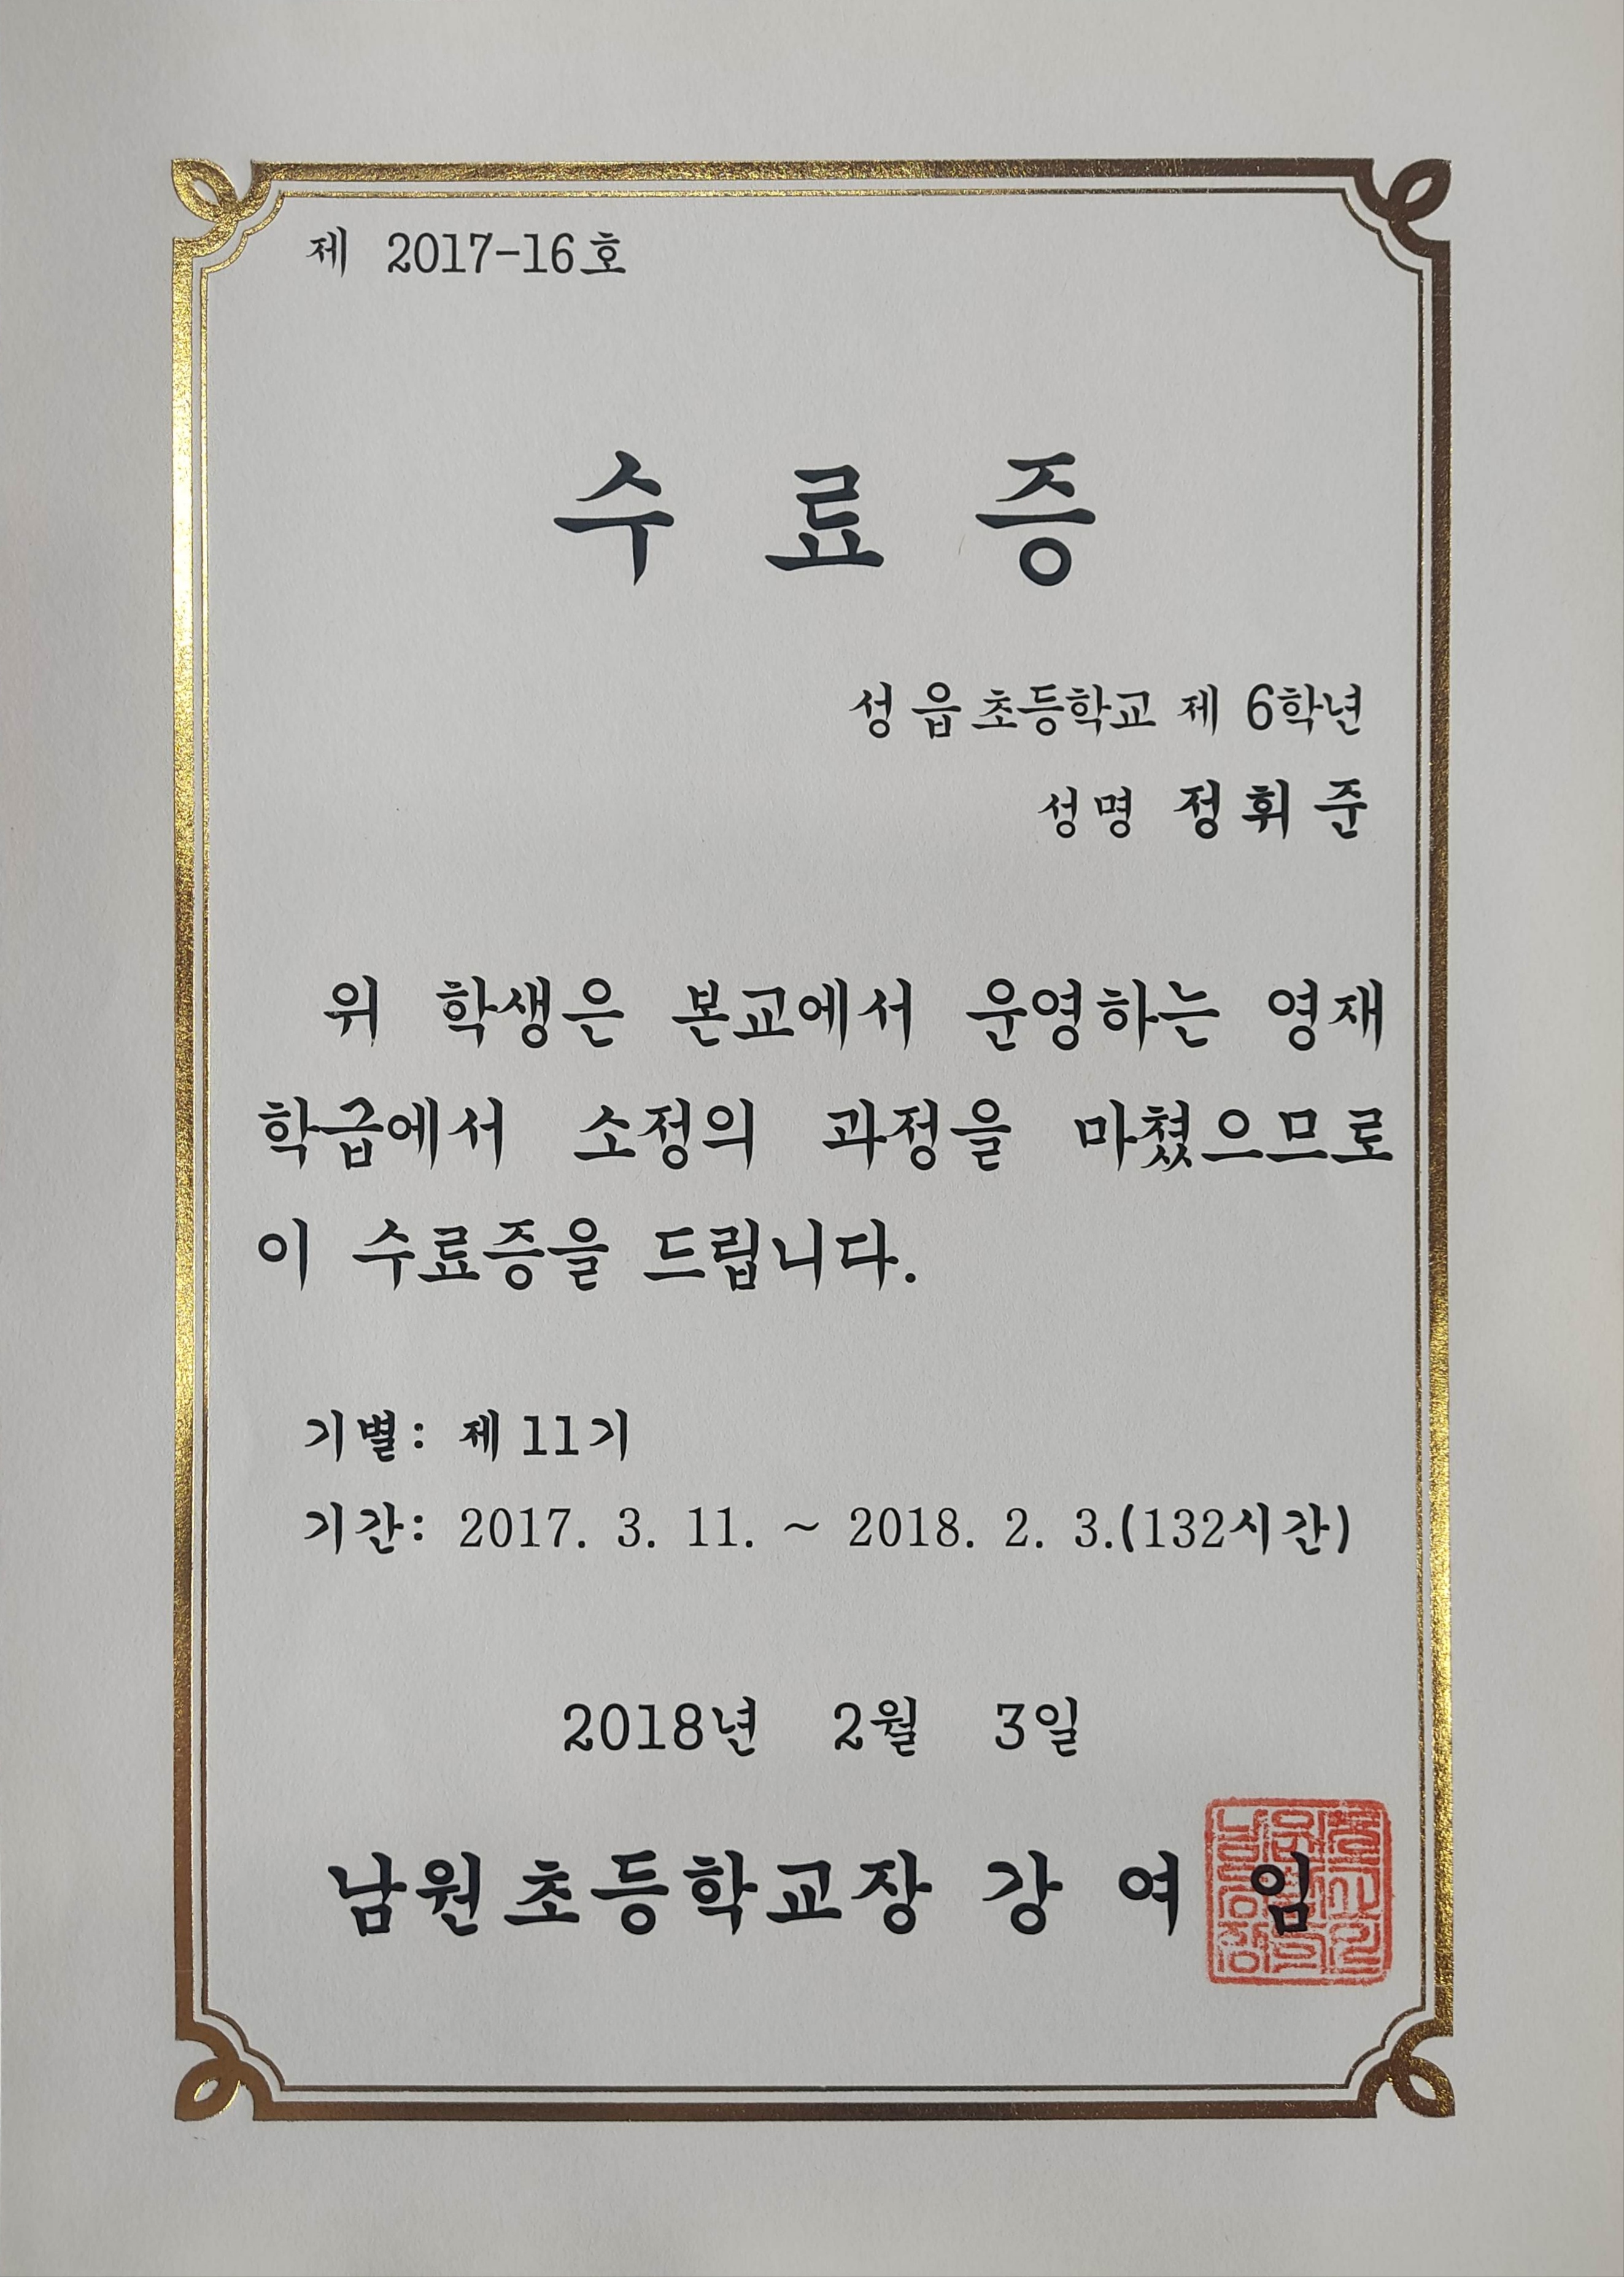 제 2017-16호
수 료 증
성 읍 초등학교 제 6학년
성명 정 휘 준
위 학생은 본교에서 운영하는 영재
학급에서 소정의 과정을 마쳤으므로
이 수료증을 드립니다.
기별: 제 11기
기간: 2017. 3. 11. ~ 2018. 2. 3.(132시간)
2018년 2월 3일
남원초등학교장 강 여 임